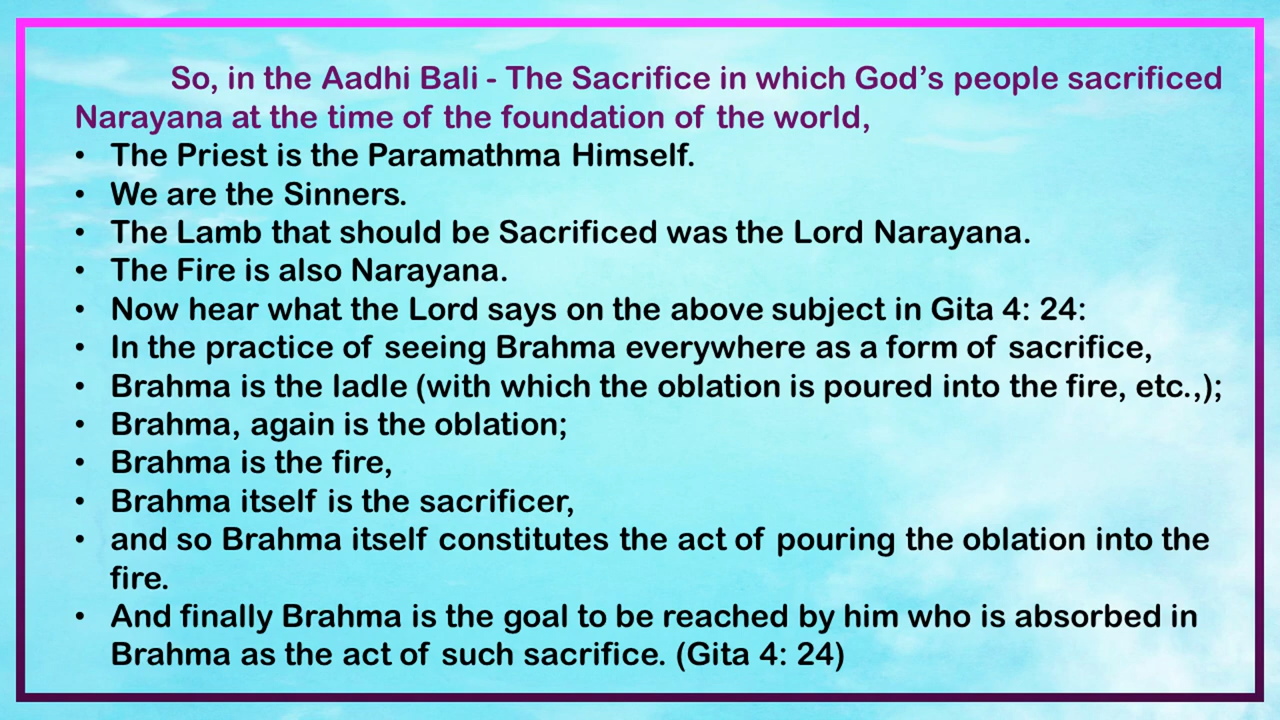 So, in the Aadhi Bali - The Sacrifice in which God’s people sacrificed
Narayana at the time of the foundation of the world,
• The Priest is the Paramathma Himself.
• We are the Sinners.
• The Lamb that should be Sacrificed was the Lord Narayana.
• The Fire is also Narayana.
• Now hear what the Lord says on the above subject in Gita 4: 24:
• In the practice of seeing Brahma everywhere as a form of sacrifice,
• Brahma is the ladle (with which the oblation is poured into the fire, etc.,);
• Brahma, again is the oblation;
• Brahma is the fire,
• Brahma itself is the sacrificer,
• and so Brahma itself constitutes the act of pouring the oblation into the
fire.
• And finally Brahma is the goal to be reached by him who is absorbed in
Brahma as the act of such sacrifice. (Gita 4: 24)